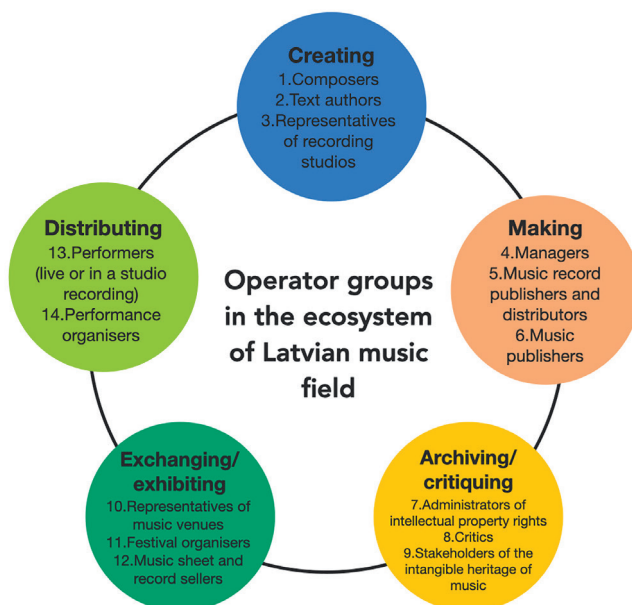 Creating
1.Composers
2.Text authors
3.Representatives
of recording
studios
Making
4.Managers
5.Music record
publishers and
distributors
6.Music
publishers
Archiving/
critiquing
7.Administrators of
intellectual property rights
8.Critics
9.Stakeholders of the
intangible heritage of
music
Exchanging/
exhibiting
10.Representatives of
music venues
11.Festival organisers
12.Music sheet and
record sellers
Distributing
13.Performers
(live or in a studio
recording)
14.Performance
organisers
Operator groups
in the ecosystem
of Latvian music
field